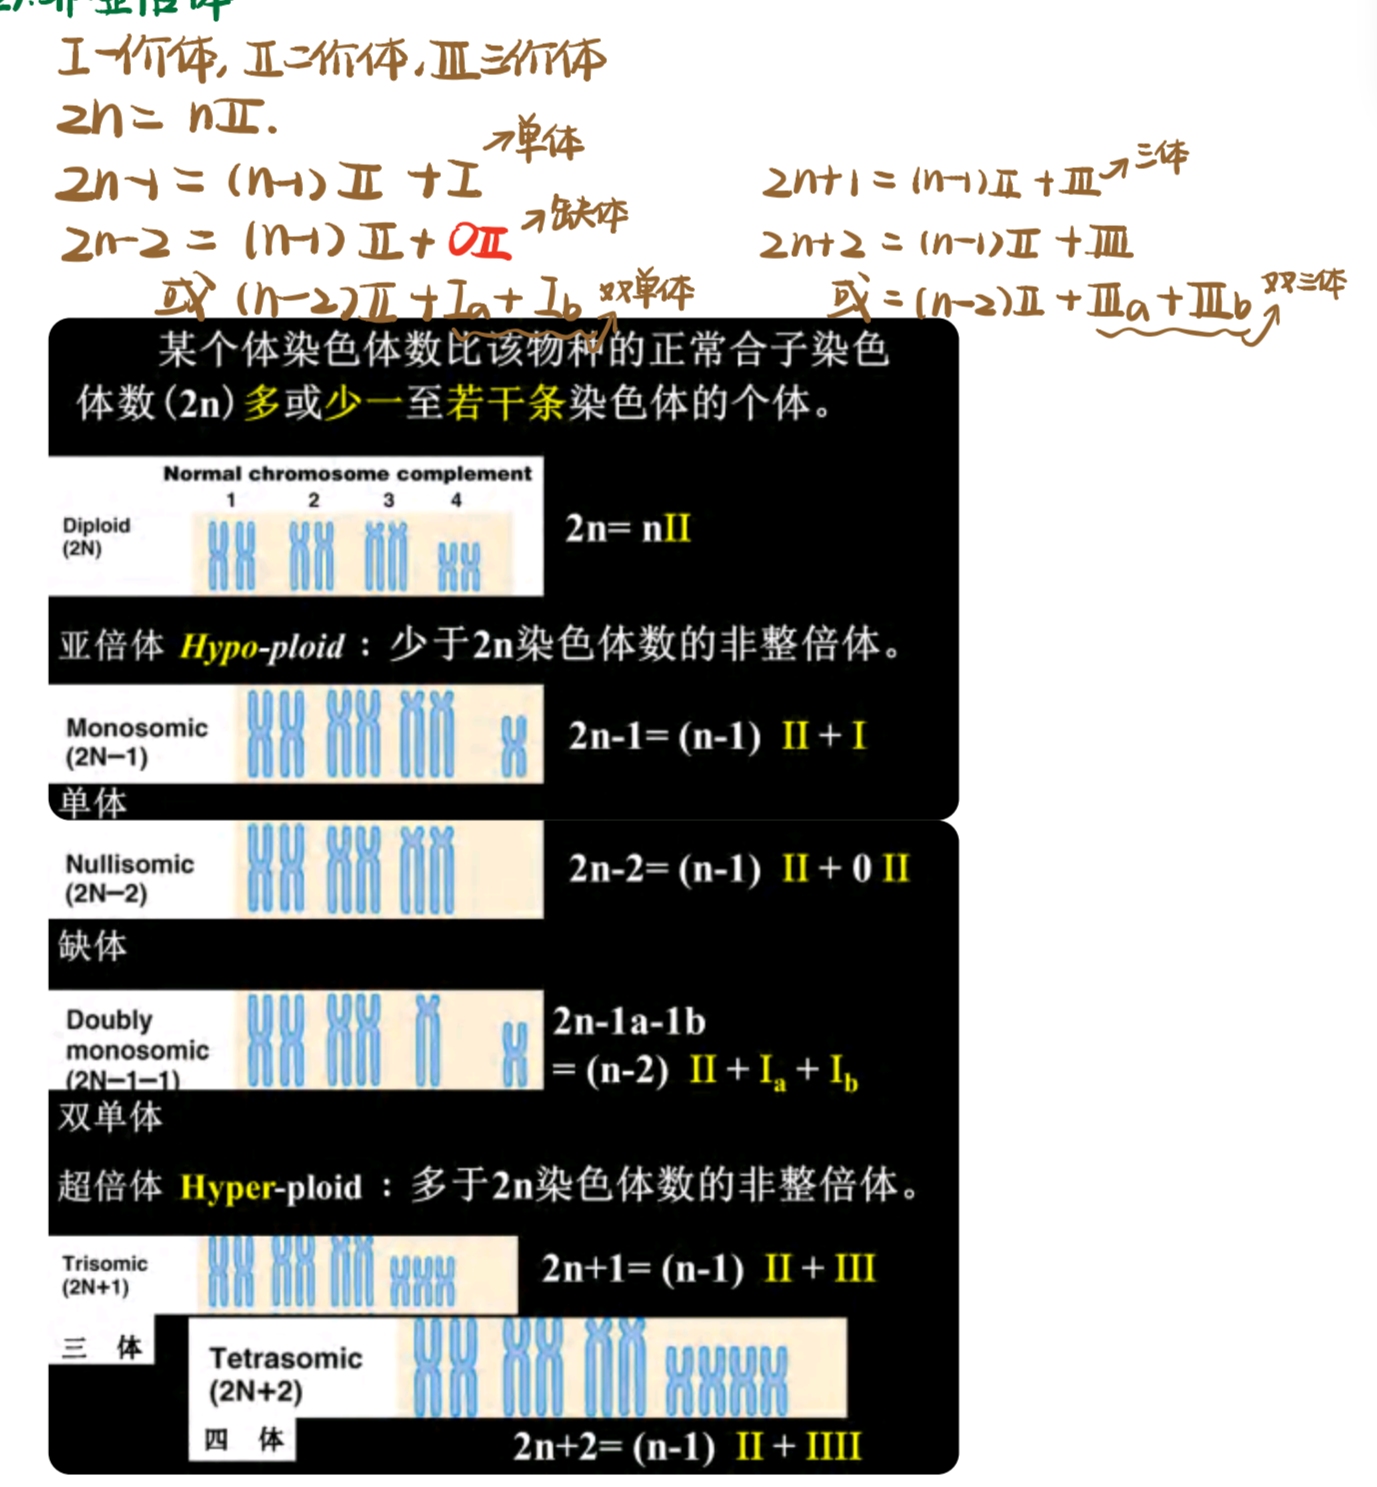 非整倍体
I一价体, II二价体, III三价体
2n = nII.
2n-1 = (n-1) II + I →单体
2n-2 = (n-1) II + 0II →缺体
或 (n-2) II + Ia + Ib 双单体
2n+1 = (n-1) II + III →三体
2n+2 = (n-1) II + IIII
或 = (n-2) II + IIIa + IIIb 双三体
某个体染色体数比该物种的正常合子染色
体数(2n)多或少一至若干条染色体的个体。
Normal chromosome complement
1 2 3 4
Diploid
(2N)
2n= nII
亚倍体 Hypo-ploid：少于2n染色体数的非整倍体。
Monosomic
(2N−1)
2n-1= (n-1) II + I
单体
Nullisomic
(2N−2)
2n-2= (n-1) II + 0 II
缺体
Doubly
monosomic
(2N−1−1)
2n-1a-1b
= (n-2) II + Ia + Ib
双单体
超倍体 Hyper-ploid：多于2n染色体数的非整倍体。
Trisomic
(2N+1)
2n+1= (n-1) II + III
三 体
Tetrasomic
(2N+2)
四 体
2n+2= (n-1) II + IIII